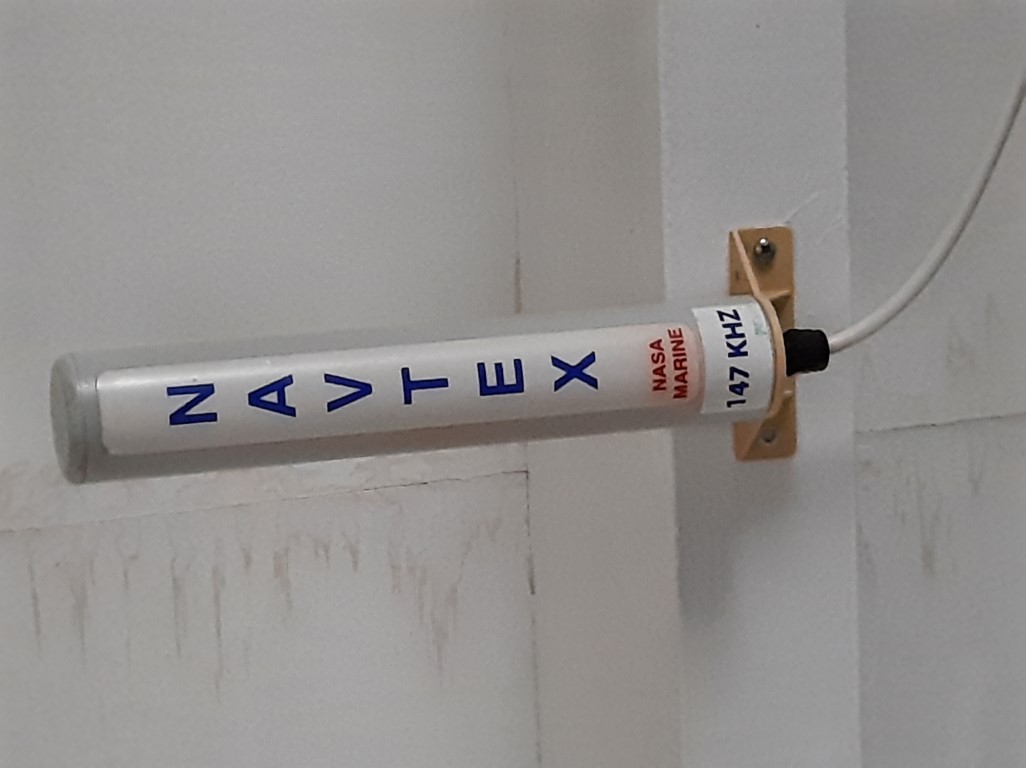 NAVTEX
NASA
MARINE
147 KHZ